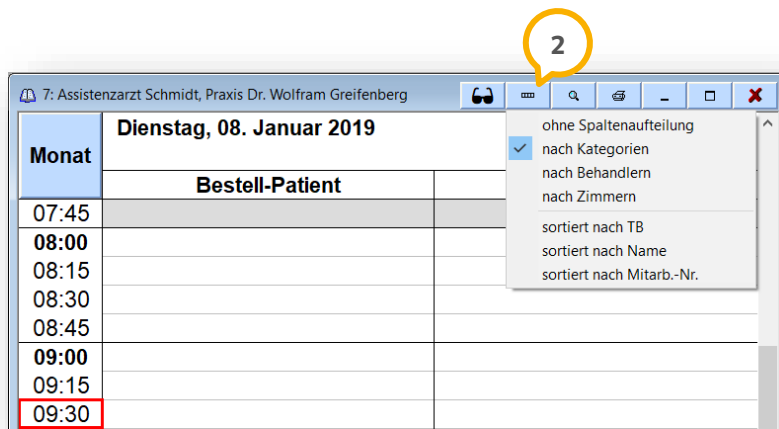 2
7: Assistenzarzt Schmidt, Praxis Dr. Wolfram Greifenberg
Monat
Dienstag, 08. Januar 2019
Bestell-Patient
ohne Spaltenaufteilung
nach Kategorien
nach Behandlern
nach Zimmern
sortiert nach TB
sortiert nach Name
sortiert nach Mitarb.-Nr.
07:45
08:00
08:15
08:30
08:45
09:00
09:15
09:30